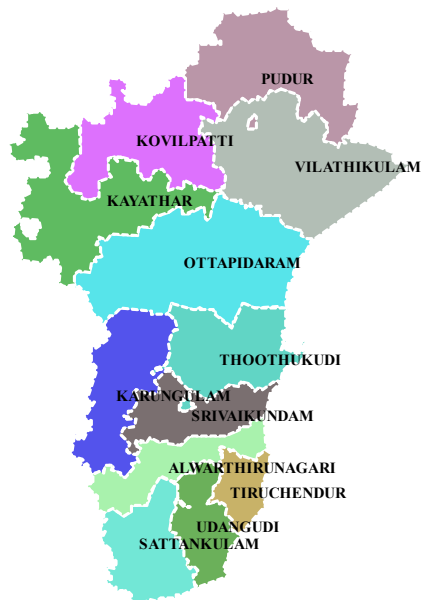 PUDUR
KOVILPATTI
VILATHIKULAM
KAYATHAR
OTTAPIDARAM
THOOTHUKUDI
KARUNGULAM
SRIVAIKUNDAM
ALWARTHIRUNAGARI
TIRUCHENDUR
UDANGUDI
SATTANKULAM